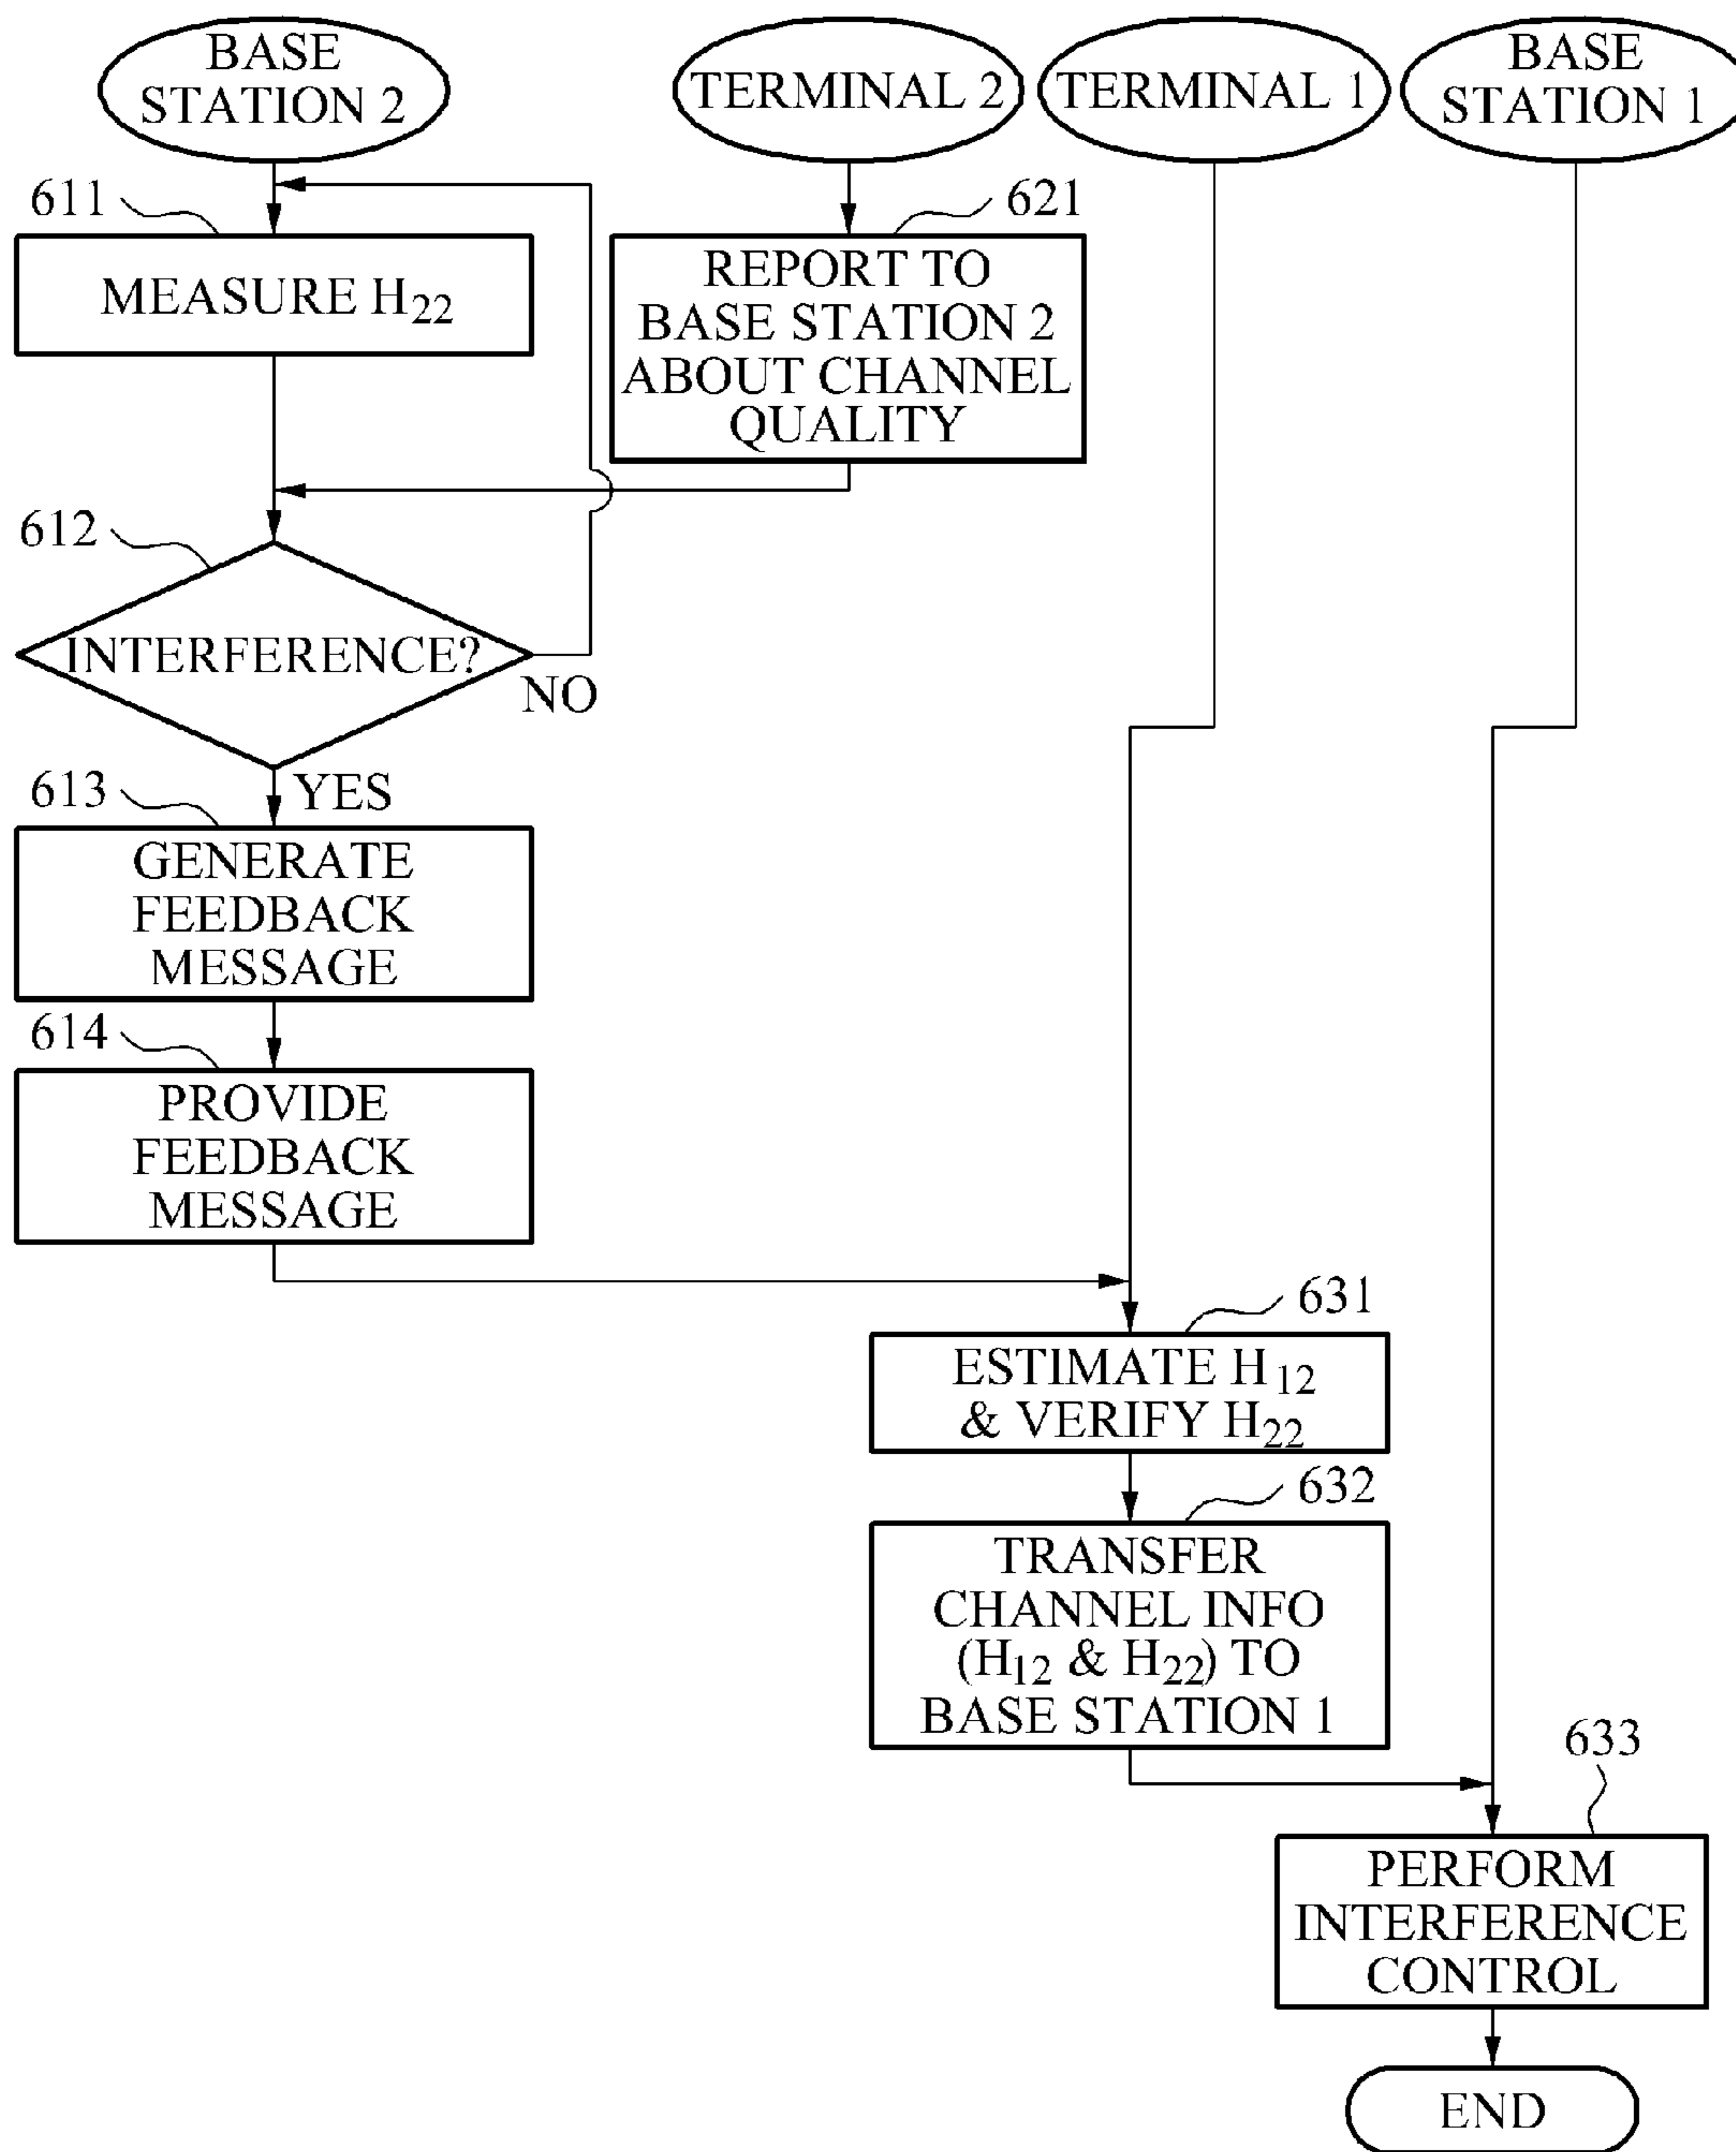 BASE
STATION 2
TERMINAL 2
TERMINAL 1
BASE
STATION 1
611
MEASURE H22
621
REPORT TO
BASE STATION 2
ABOUT CHANNEL
QUALITY
612
INTERFERENCE?
NO
YES
613
GENERATE
FEEDBACK
MESSAGE
614
PROVIDE
FEEDBACK
MESSAGE
631
ESTIMATE H12
& VERIFY H22
632
TRANSFER
CHANNEL INFO
(H12 & H22) TO
BASE STATION 1
633
PERFORM
INTERFERENCE
CONTROL
END